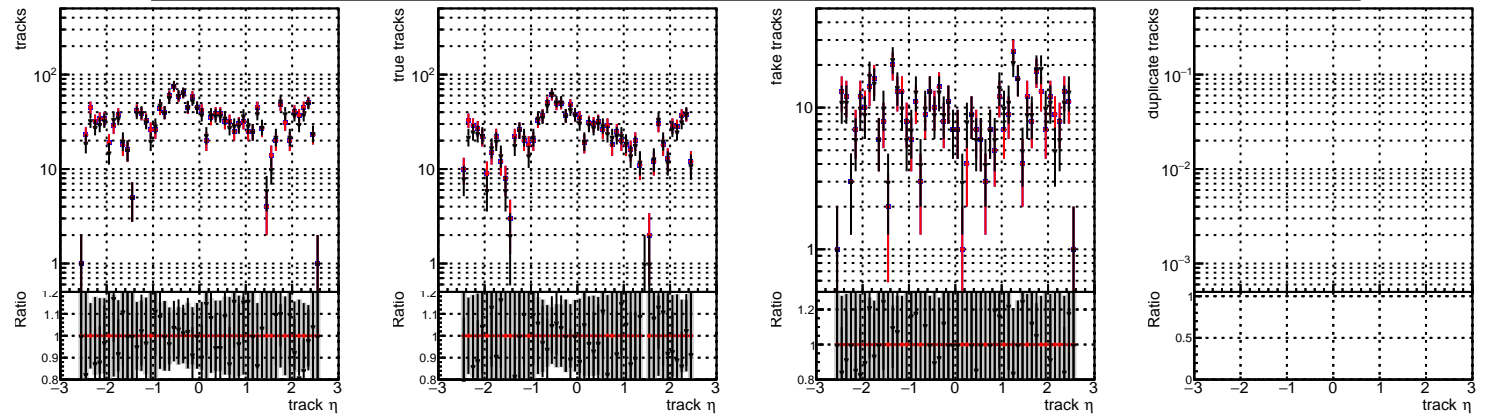 tracks
10²
10
1
Ratio
1.2
1.1
1
0.9
0.8
−3 −2 −1 0 1 2 3
track η
true tracks
10²
10
1
Ratio
1.2
1.1
1
0.9
0.8
−3 −2 −1 0 1 2 3
track η
fake tracks
10
1
Ratio
1.2
1
0.8
−3 −2 −1 0 1 2 3
track η
duplicate tracks
10⁻¹
10⁻²
10⁻³
Ratio
1
0.5
0
−3 −2 −1 0 1 2 3
track η